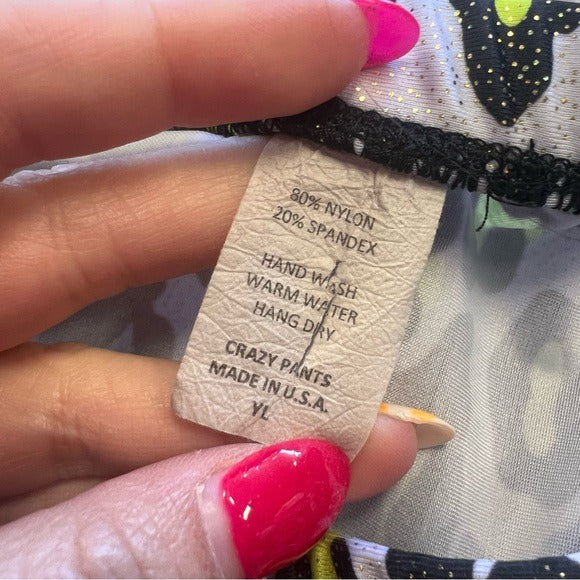 80% NYLON
20% SPANDEX
HAND WASH
WARM WATER
HANG DRY
CRAZY PANTS
MADE IN U.S.A.
YL